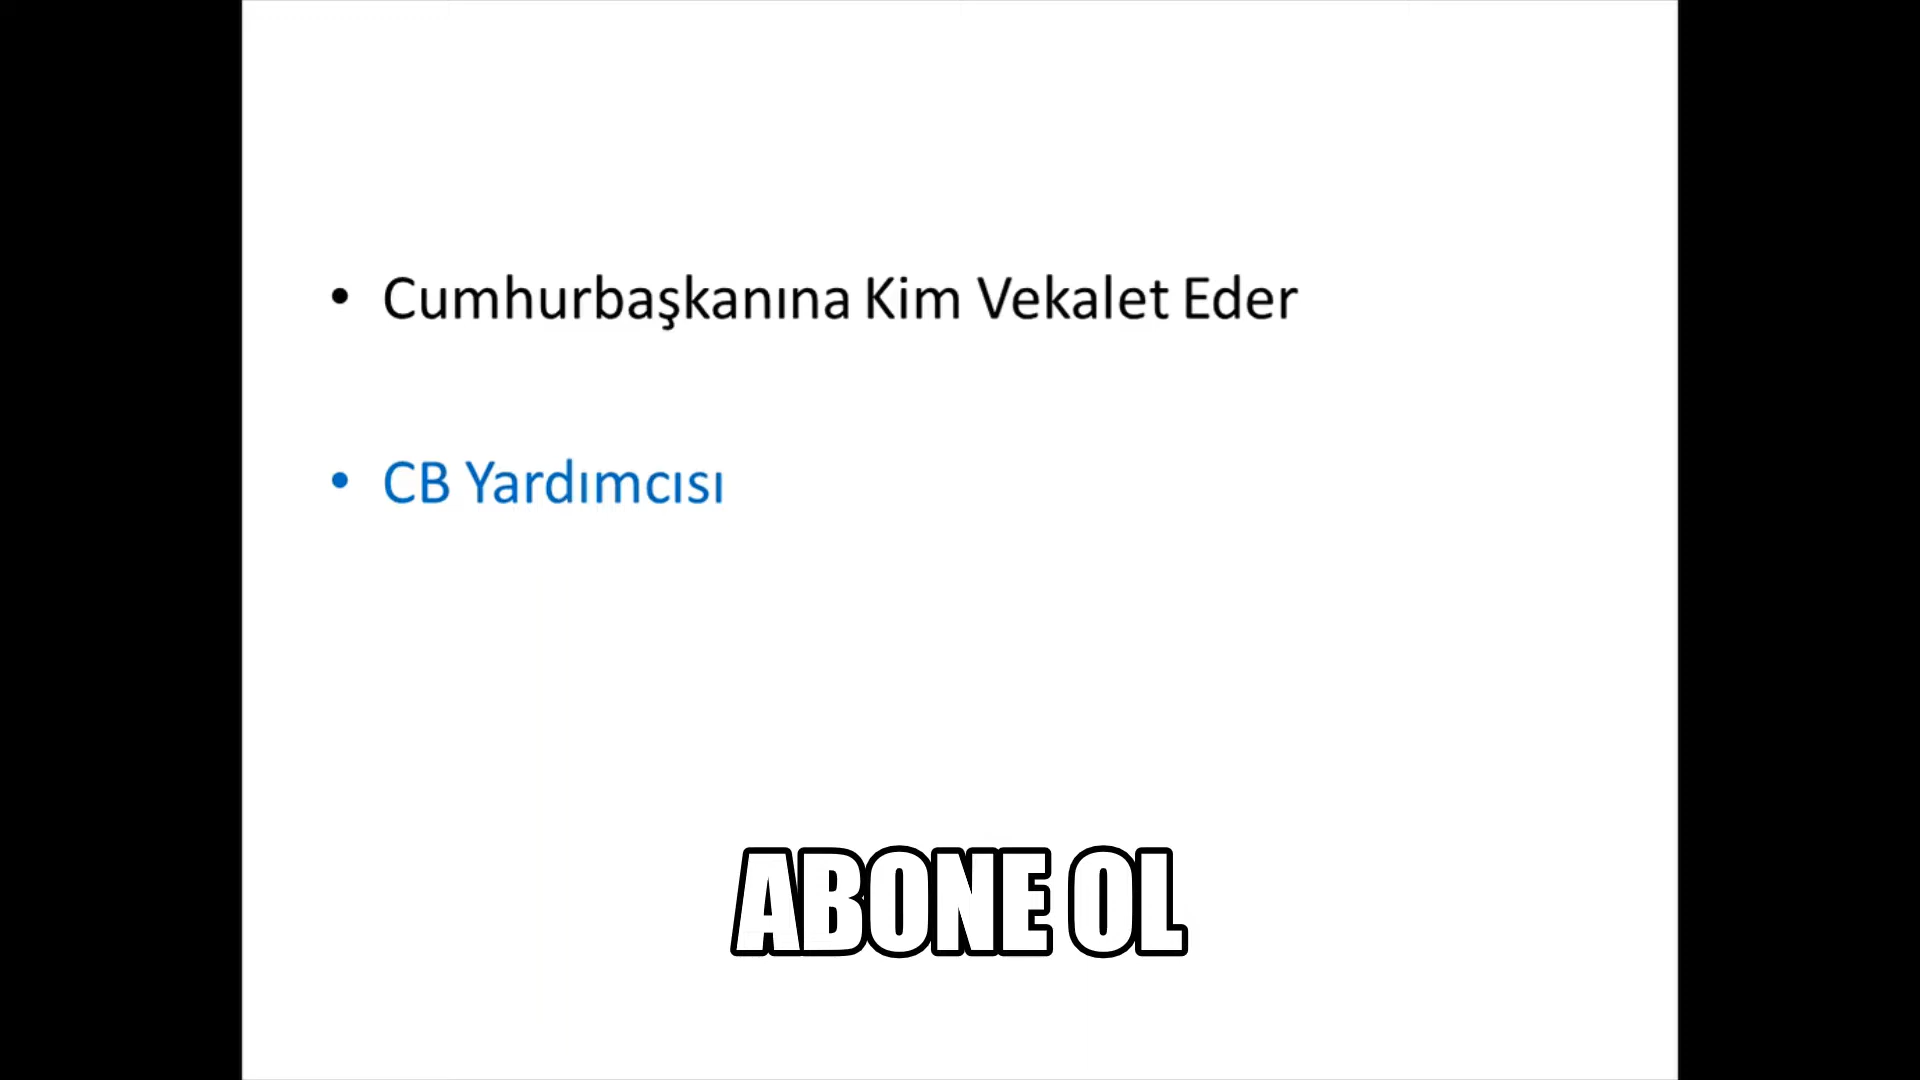 • Cumhurbaşkanına Kim Vekalet Eder
• CB Yardımcısı
ABONE OL